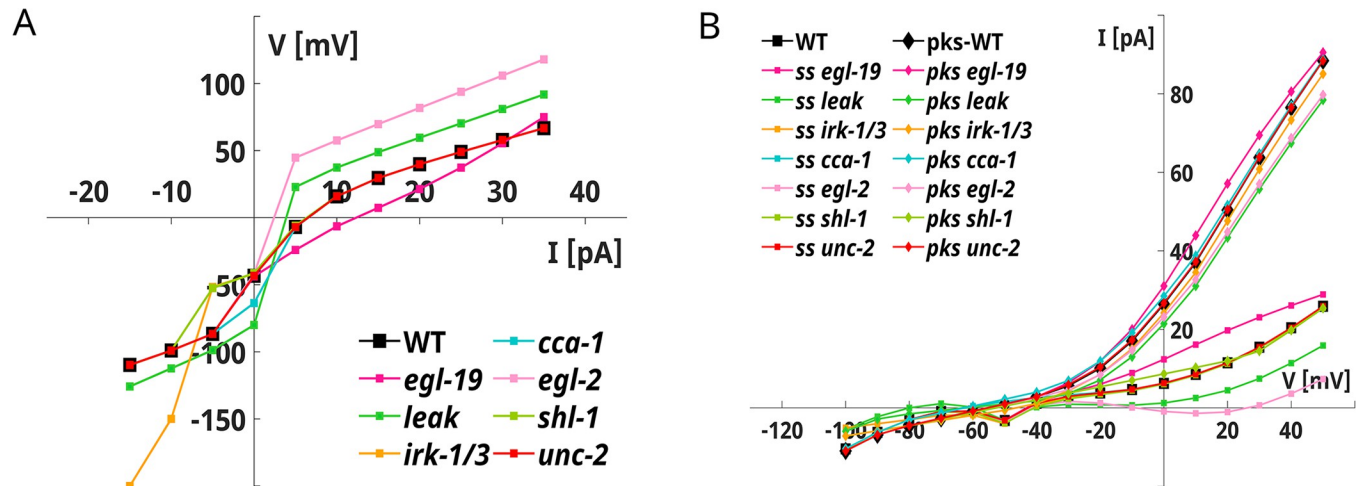 A
V [mV]
100
50
-20 -10 10 20 30 40
I [pA]
-50
-100
-150
WT cca-1
egl-19 egl-2
leak shl-1
irk-1/3 unc-2
B
I [pA]
WT pks-WT
ss egl-19 pks egl-19
ss leak pks leak
ss irk-1/3 pks irk-1/3
ss cca-1 pks cca-1
ss egl-2 pks egl-2
ss shl-1 pks shl-1
ss unc-2 pks unc-2
80
60
40
20
V [mV]
-120 -100 -80 -60 -40 -20 20 40